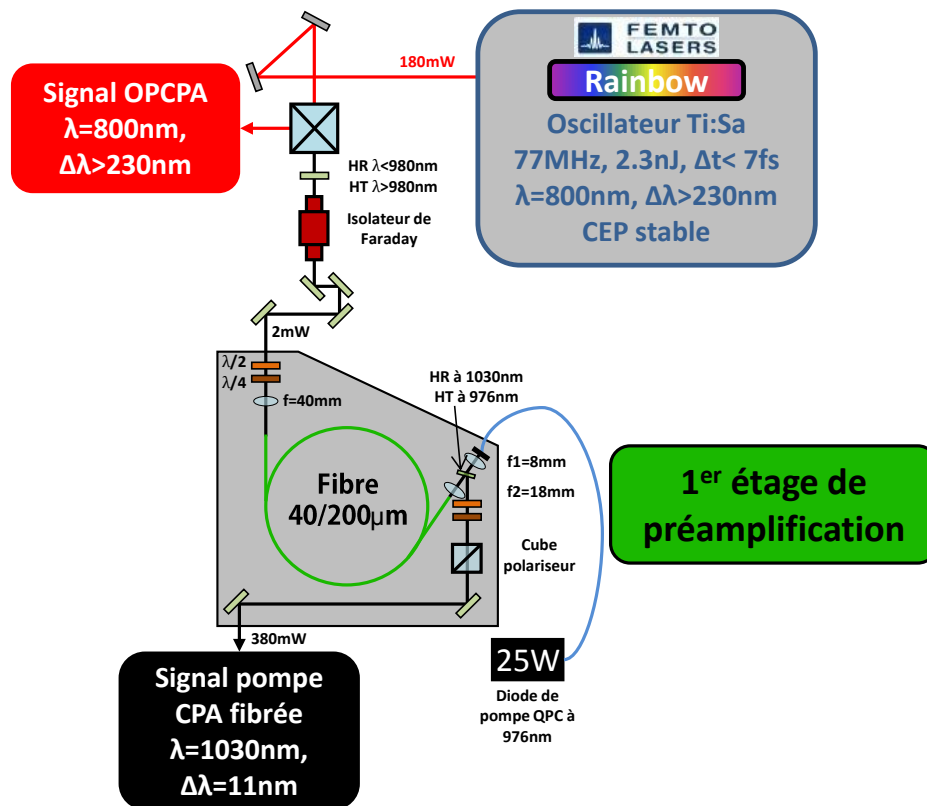 FEMTO
LASERS
Rainbow
Oscillateur Ti:Sa
77MHz, 2.3nJ, Δt< 7fs
λ=800nm, Δλ>230nm
CEP stable
180mW
Signal OPCPA
λ=800nm,
Δλ>230nm
HR λ<980nm
HT λ>980nm
Isolateur de
Faraday
2mW
λ/2
λ/4
f=40mm
HR à 1030nm
HT à 976nm
f1=8mm
f2=18mm
Fibre
40/200µm
Cube
polariseur
1er étage de
préamplification
380mW
25W
Diode de
pompe QPC à
976nm
Signal pompe
CPA fibrée
λ=1030nm,
Δλ=11nm